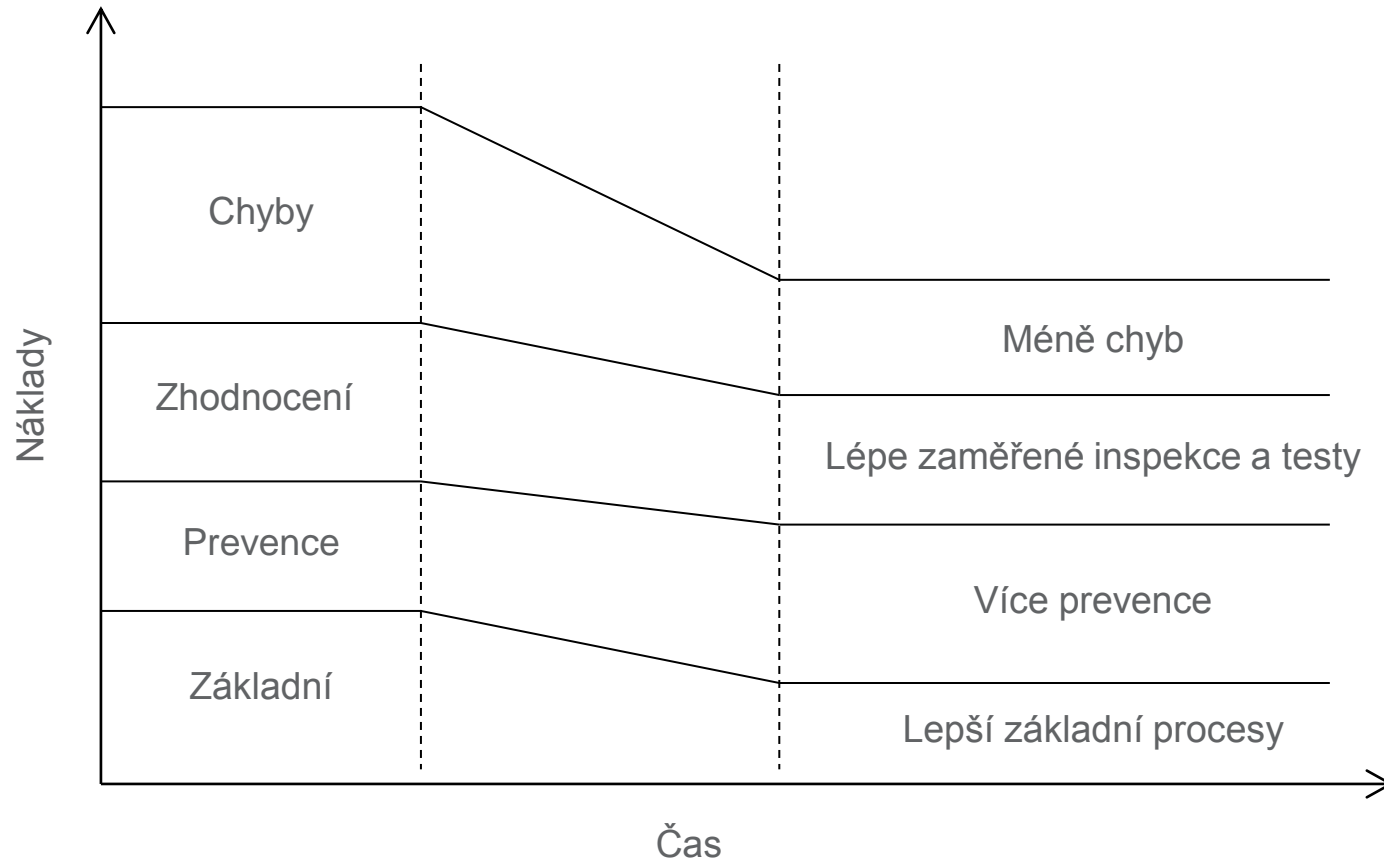 Náklady
Chyby
Zhodnocení
Prevence
Základní
Méně chyb
Lépe zaměřené inspekce a testy
Více prevence
Lepší základní procesy
Čas